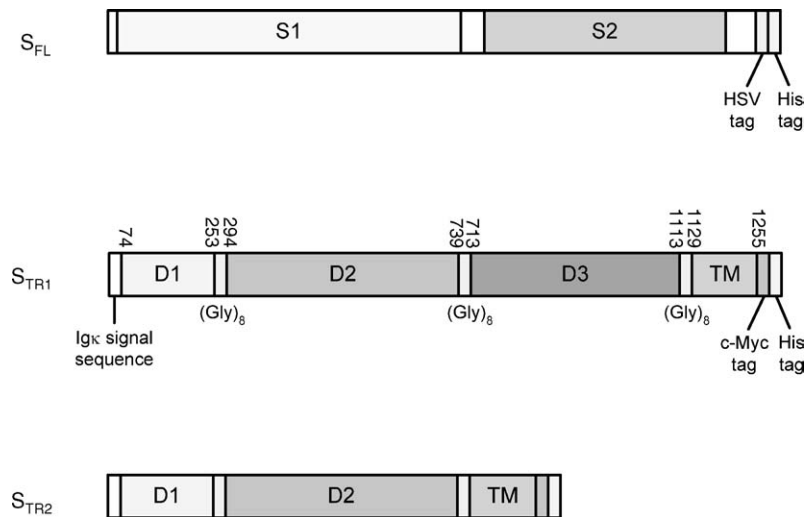 S_FL
S1 S2
HSV tag His tag
74 253 294 739 713 1113 1129 1255
S_TR1
D1 D2 D3 TM
(Gly)₈ (Gly)₈ (Gly)₈
Igκ signal sequence
c-Myc tag His tag
S_TR2
D1 D2 TM